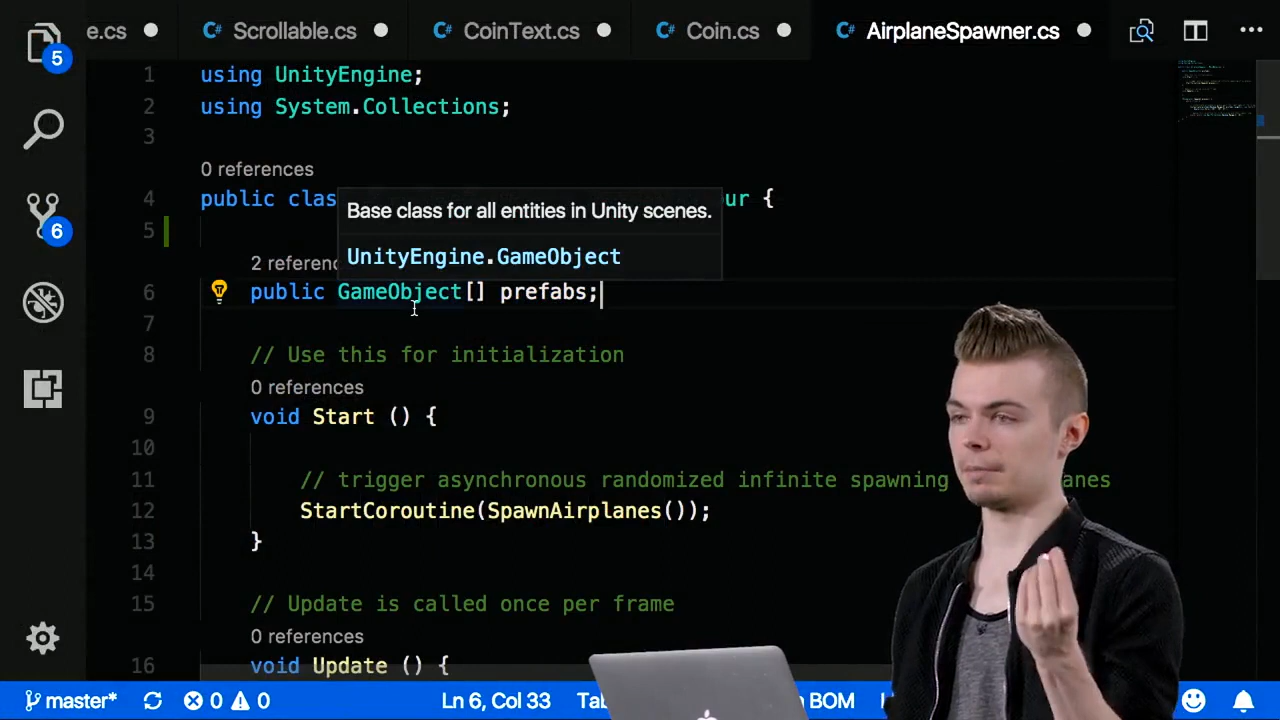 e.cs Scrollable.cs CoinText.cs Coin.cs AirplaneSpawner.cs
5
6
1 using UnityEngine;
2 using System.Collections;
3
0 references
4 public clas our {
Base class for all entities in Unity scenes.
5
UnityEngine.GameObject
2 referenc
6 public GameObject[] prefabs;
7
8 // Use this for initialization
0 references
9 void Start () {
10
11 // trigger asynchronous randomized infinite spawning anes
12 StartCoroutine(SpawnAirplanes());
13 }
14
15 // Update is called once per frame
0 references
16 void Update () {
master* 0 0 Ln 6, Col 33 Tab BOM